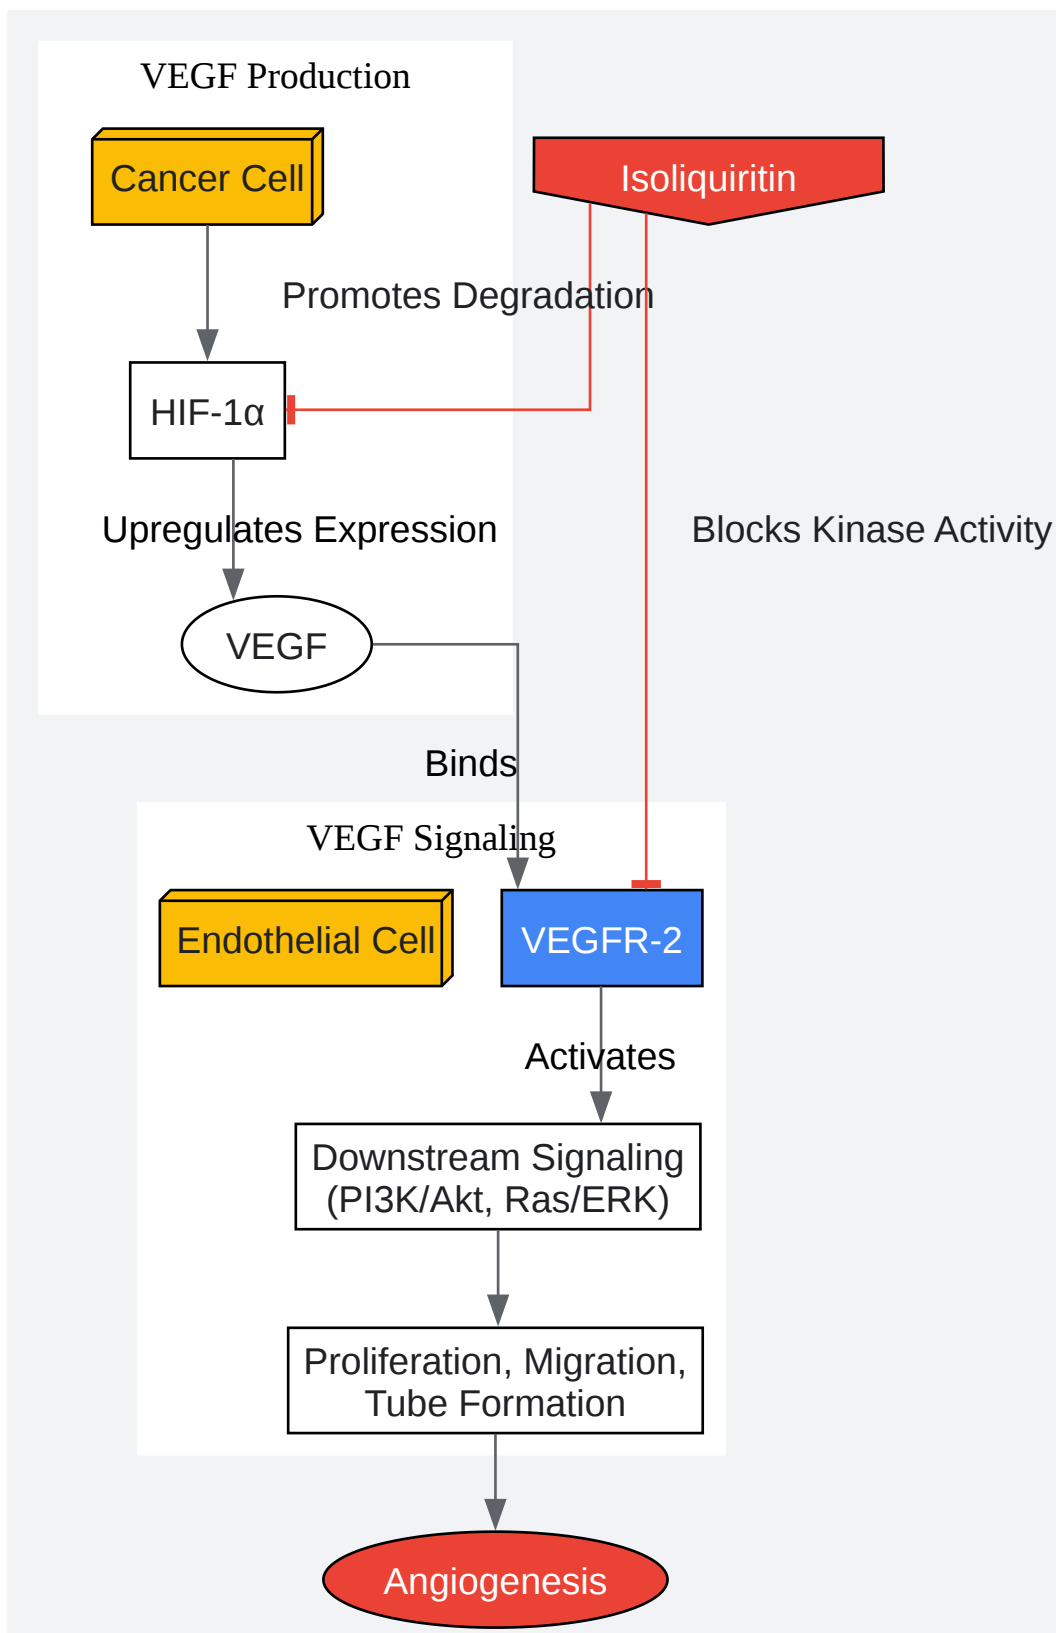 VEGF Production
Cancer Cell
Isoliquiritin
Promotes Degradation
HIF-1α
Upregulates Expression
Blocks Kinase Activity
VEGF
Binds
VEGF Signaling
Endothelial Cell
VEGFR-2
Activates
Downstream Signaling
(PI3K/Akt, Ras/ERK)
Proliferation, Migration,
Tube Formation
Angiogenesis